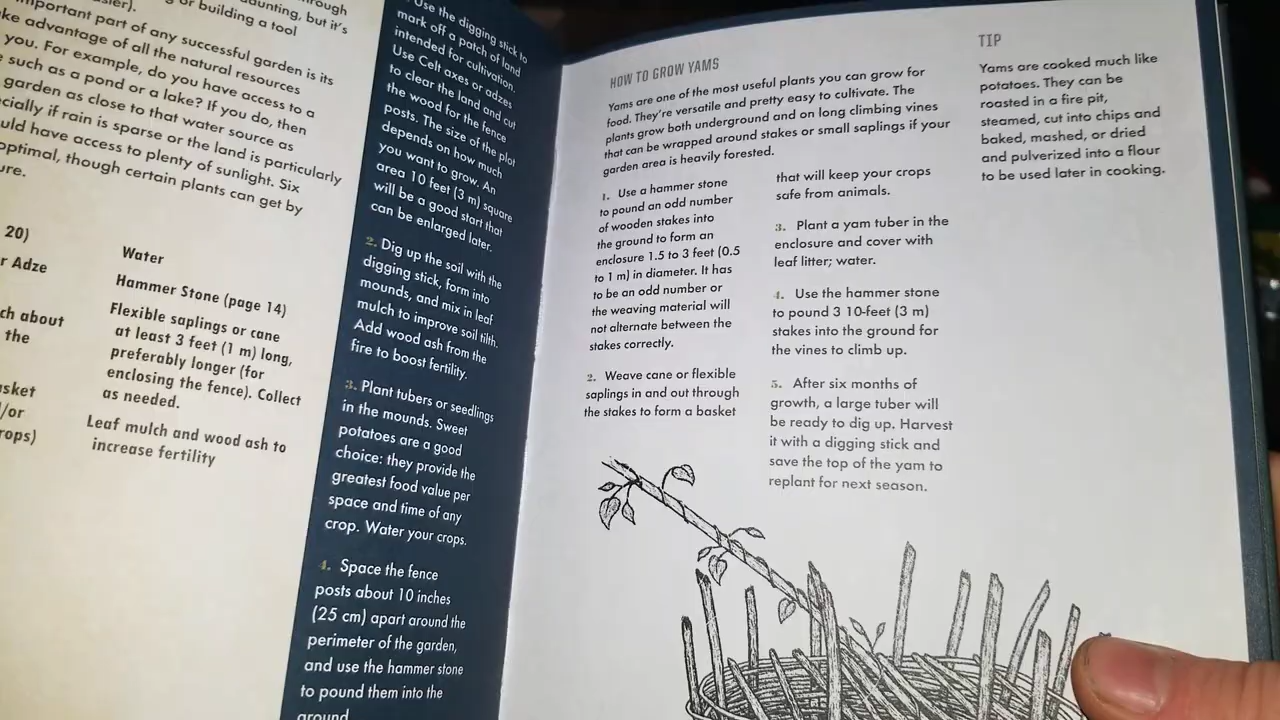 rough
aunting, but it's
g or building a tool
sier).
mportant part of any successful garden is its
ke advantage of all the natural resources
you. For example, do you have access to a
such as a pond or a lake? If you do, then
garden as close to that water source as
cially if rain is sparse or the land is particularly
uld have access to plenty of sunlight. Six
optimal, though certain plants can get by
ure.
20)
r Adze
ch about
the
asket
/or
rops)
Water
Hammer Stone (page 14)
Flexible saplings or cane
at least 3 feet (1 m) long,
preferably longer (for
enclosing the fence). Collect
as needed.
Leaf mulch and wood ash to
increase fertility
Use the digging stick to
mark off a patch of land
intended for cultivation.
Use Celt axes or adzes
to clear the land and cut
the wood for the fence
posts. The size of the plot
depends on how much
you want to grow. An
area 10 feet (3 m) square
will be a good start that
can be enlarged later.
2. Dig up the soil with the
digging stick, form into
mounds, and mix in leaf
mulch to improve soil tilth.
Add wood ash from the
fire to boost fertility.
3. Plant tubers or seedlings
in the mounds. Sweet
potatoes are a good
choice: they provide the
greatest food value per
space and time of any
crop. Water your crops.
4. Space the fence
posts about 10 inches
(25 cm) apart around the
perimeter of the garden,
and use the hammer stone
to pound them into the
ground.
HOW TO GROW YAMS
Yams are one of the most useful plants you can grow for
food. They're versatile and pretty easy to cultivate. The
plants grow both underground and on long climbing vines
that can be wrapped around stakes or small saplings if your
garden area is heavily forested.
1. Use a hammer stone
to pound an odd number
of wooden stakes into
the ground to form an
enclosure 1.5 to 3 feet (0.5
to 1 m) in diameter. It has
to be an odd number or
the weaving material will
not alternate between the
stakes correctly.
2. Weave cane or flexible
saplings in and out through
the stakes to form a basket
that will keep your crops
safe from animals.
3. Plant a yam tuber in the
enclosure and cover with
leaf litter; water.
4. Use the hammer stone
to pound 3 10-feet (3 m)
stakes into the ground for
the vines to climb up.
5. After six months of
growth, a large tuber will
be ready to dig up. Harvest
it with a digging stick and
save the top of the yam to
replant for next season.
TIP
Yams are cooked much like
potatoes. They can be
roasted in a fire pit,
steamed, cut into chips and
baked, mashed, or dried
and pulverized into a flour
to be used later in cooking.